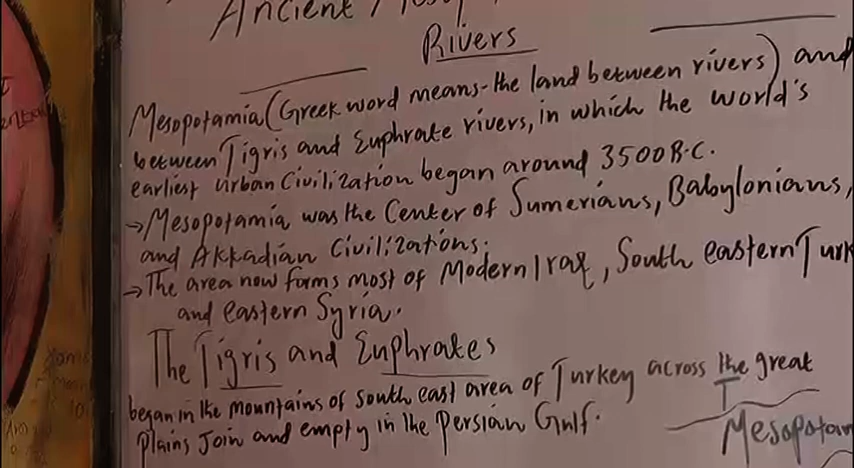 Ancient
Rivers
Mesopotamia (Greek word means-the land between rivers) and
between Tigris and Euphrate rivers, in which the world's
earliest urban Civilization began around 3500 B.C.
→ Mesopotamia was the Center of Sumerians, Babylonians,
and Akkadian Civilizations.
→ The area now forms most of Modern Iraq, South eastern Turk
and eastern Syria.
The Tigris and Euphrates
began in the mountains of south east area of Turkey across the great
plains Join and empty in the Persian Gulf.
T
Mesopotam